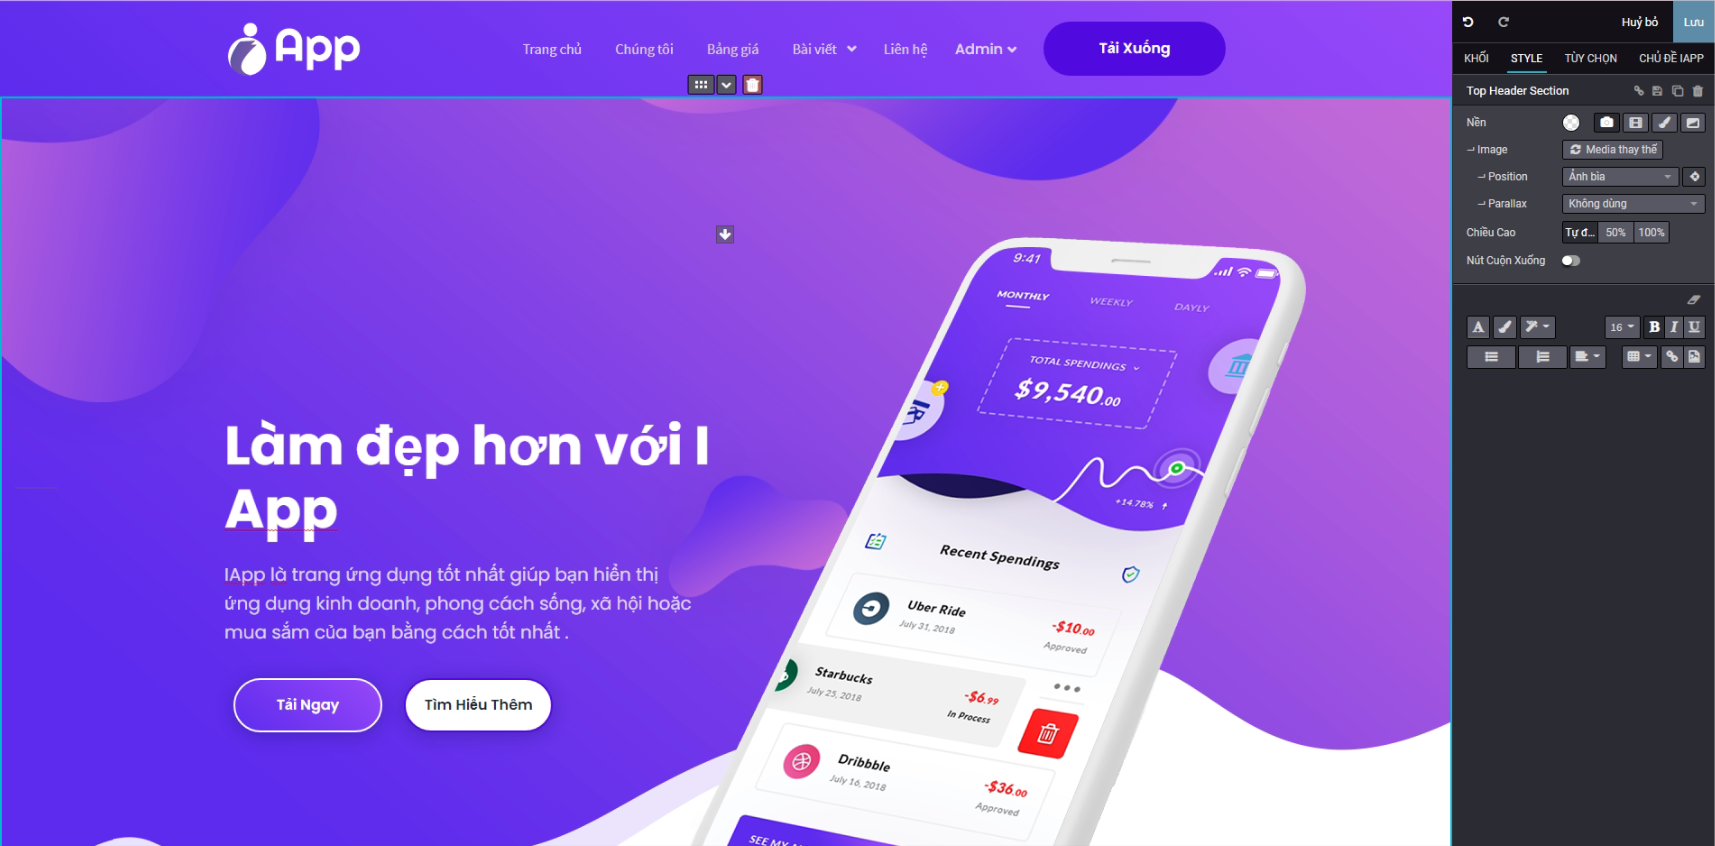 App
Trang chủ
Chúng tôi
Bảng giá
Bài viết
Liên hệ
Admin
Tải Xuống
Huỷ bỏ
Lưu
KHỐI
STYLE
TÙY CHỌN
CHỦ ĐỀ IAPP
Top Header Section
Nền
Image
Media thay thế
Position
Ảnh bìa
Parallax
Không dùng
Chiều Cao
Tự đ...
50%
100%
Nút Cuộn Xuống
A
16
B
I
U
Làm đẹp hơn với I
App
IApp là trang ứng dụng tốt nhất giúp bạn hiển thị
ứng dụng kinh doanh, phong cách sống, xã hội hoặc
mua sắm của bạn bằng cách tốt nhất .
Tải Ngay
Tìm Hiểu Thêm
9:41
MONTHLY
WEEKLY
DAYLY
TOTAL SPENDINGS
$9,540.00
+14.78%
Recent Spendings
Uber Ride
July 31, 2018
-$10.00
Approved
Starbucks
July 25, 2018
-$6.99
In Process
Dribbble
July 16, 2018
-$36.00
Approved
SEE MY